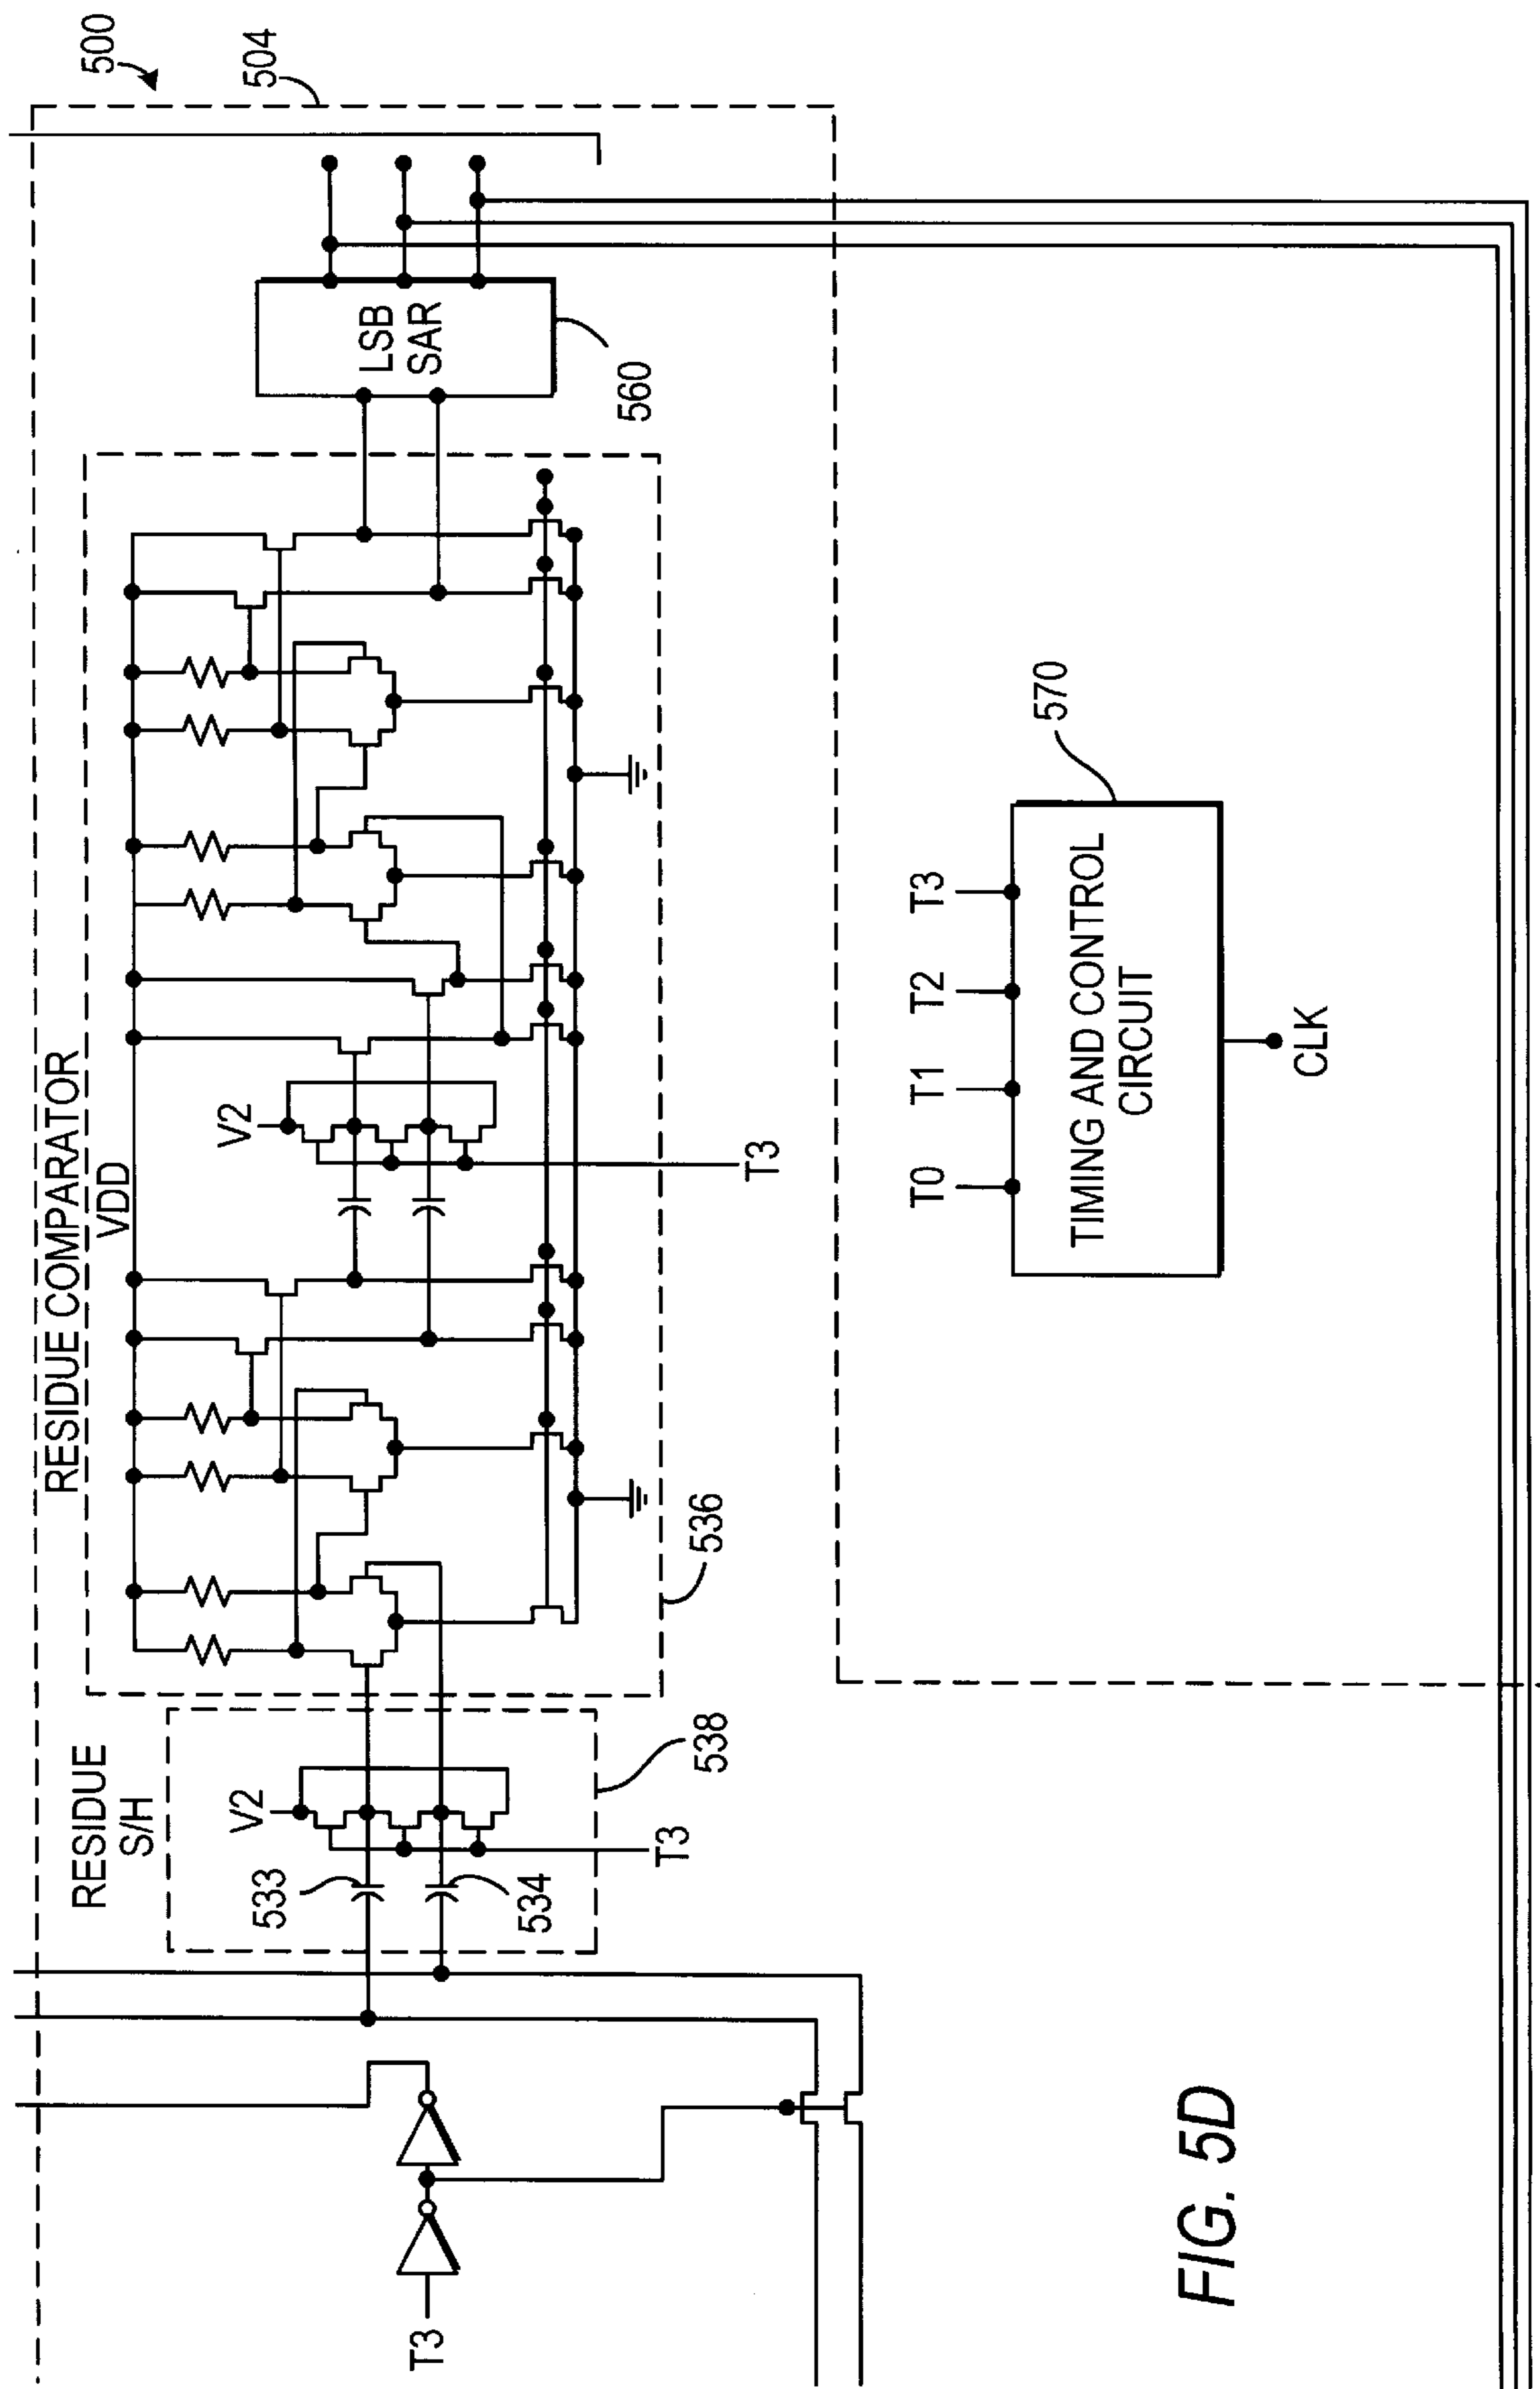 500
504
RESIDUE COMPARATOR
VDD
V2
T3
LSB
SAR
560
536
RESIDUE
S/H
V2
533
534
T3
538
T3
T0
T1
T2
T3
TIMING AND CONTROL
CIRCUIT
570
CLK
FIG. 5D